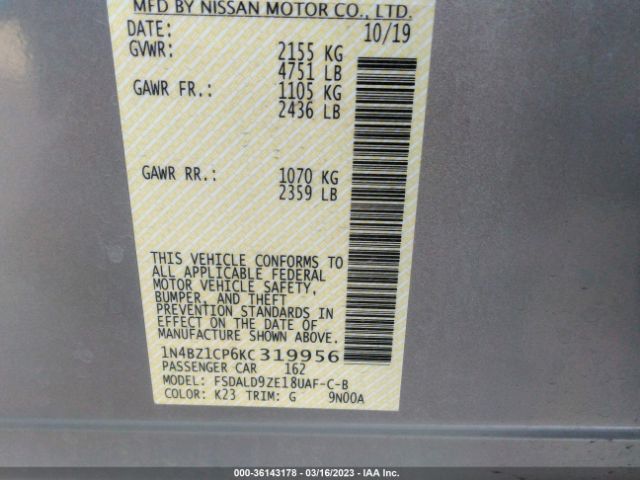 MFD BY NISSAN MOTOR CO., LTD.
DATE: 10/19
GVWR: 2155 KG
4751 LB
GAWR FR.: 1105 KG
2436 LB
GAWR RR.: 1070 KG
2359 LB
THIS VEHICLE CONFORMS TO
ALL APPLICABLE FEDERAL
MOTOR VEHICLE SAFETY,
BUMPER, AND THEFT
PREVENTION STANDARDS IN
EFFECT ON THE DATE OF
MANUFACTURE SHOWN ABOVE.
1N4BZ1CP6KC319956
PASSENGER CAR 162
MODEL: FSDALD9ZE18UAF-C-B
COLOR: K23 TRIM: G 9N00A
000-36143178 - 03/16/2023 - IAA Inc.